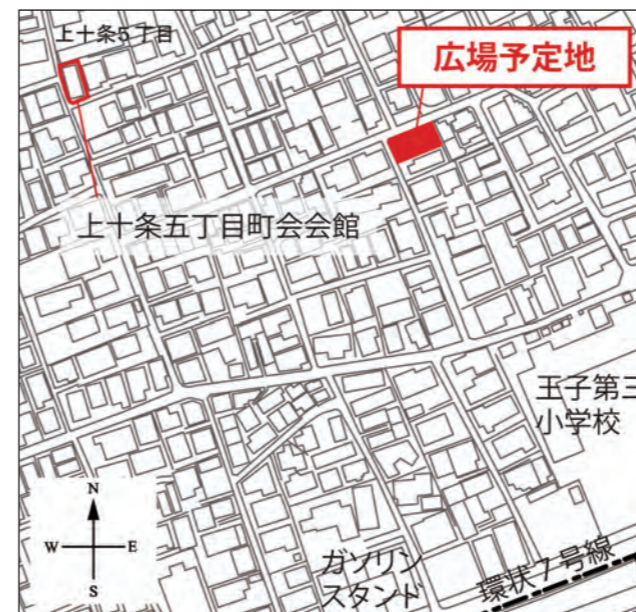 上十条5丁目
広場予定地
上十条五丁目町会会館
王子第三
小学校
N
W
E
S
ガソリン
スタンド
環状7号線